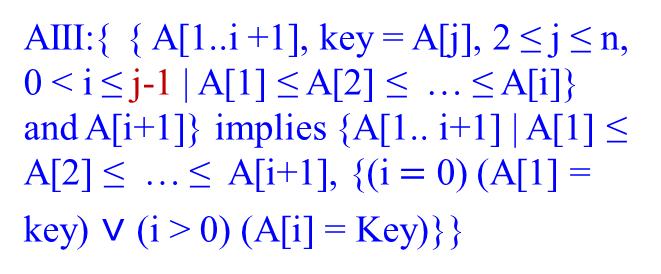 AIII:{ { A[1..i +1], key = A[j], 2 ≤ j ≤ n,
0 < i ≤ j-1 | A[1] ≤ A[2] ≤ … ≤ A[i]}
and A[i+1]} implies {A[1.. i+1] | A[1] ≤
A[2] ≤ … ≤ A[i+1], {(i = 0) (A[1] =
key) ∨ (i > 0) (A[i] = Key)}}